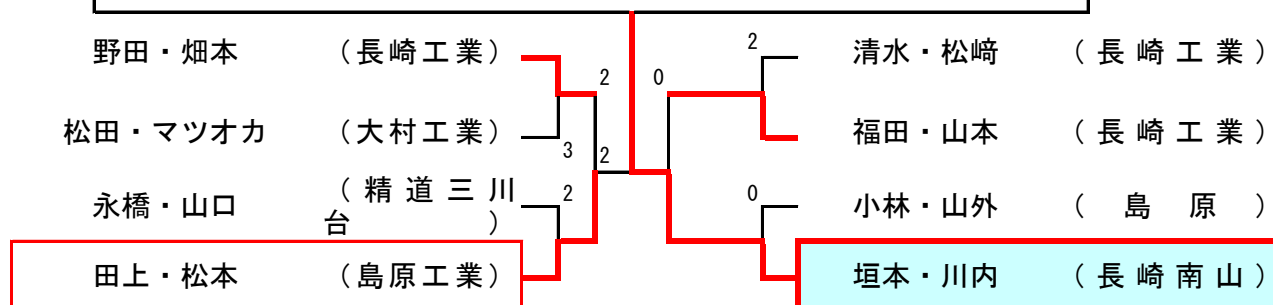 野田・畑本 （長崎工業） 2 清水・松﨑 （長崎工業）
2 0
松田・マツオカ （大村工業） 福田・山本 （長崎工業）
3 2
永橋・山口 （精道三川台） 2 0 小林・山外 （島原）
田上・松本 （島原工業） 垣本・川内 （長崎南山）